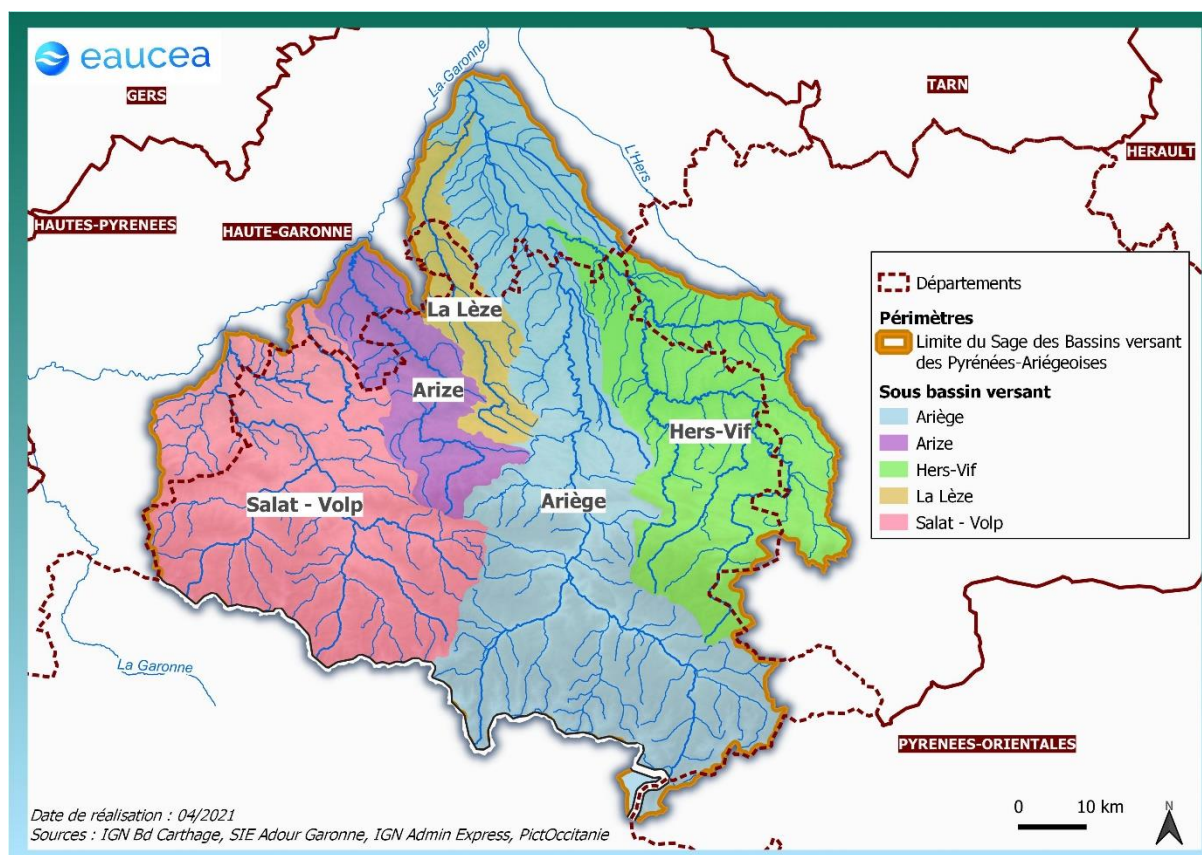 eaucea
GERS
La Garonne
TARN
L'Hers
HERAULT
HAUTES-PYRENEES
HAUTE-GARONNE
La Lèze
Arize
Hers-Vif
Salat - Volp
Ariège
La Garonne
PYRENEES-ORIENTALES
Départements
Périmètres
Limite du Sage des Bassins versant
des Pyrénées-Ariégeoises
Sous bassin versant
Ariège
Arize
Hers-Vif
La Lèze
Salat - Volp
Date de réalisation : 04/2021
Sources : IGN Bd Carthage, SIE Adour Garonne, IGN Admin Express, PictOccitanie
0 10 km
N